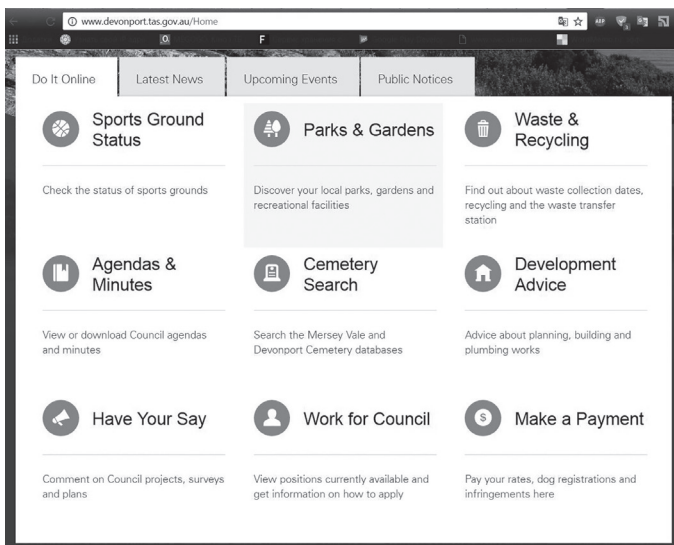 www.devonport.tas.gov.au/Home
Do It Online
Latest News
Upcoming Events
Public Notices
Sports Ground
Status
Check the status of sports grounds
Parks & Gardens
Discover your local parks, gardens and
recreational facilities
Waste &
Recycling
Find out about waste collection dates,
recycling and the waste transfer
station
Agendas &
Minutes
View or download Council agendas
and minutes
Cemetery
Search
Search the Mersey Vale and
Devonport Cemetery databases
Development
Advice
Advice about planning, building and
plumbing works
Have Your Say
Comment on Council projects, surveys
and plans
Work for Council
View positions currently available and
get information on how to apply
$
Make a Payment
Pay your rates, dog registrations and
infringements here